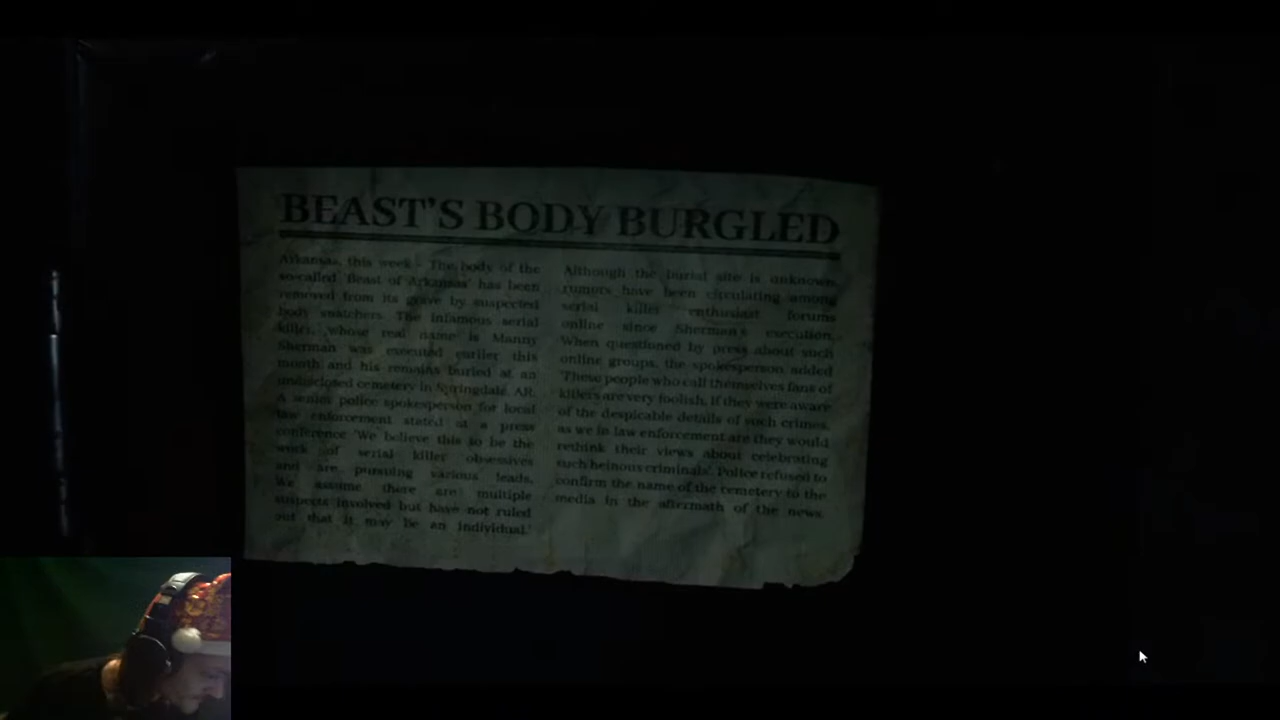 BEAST'S BODY BURGLED
Arkansas, this week - The body of the
so-called 'Beast of Arkansas' has been
removed from its grave by suspected
body snatchers. The infamous serial
killer, whose real name is Manny
Sherman was executed earlier this
month and his remains buried at an
undisclosed cemetery in Springdale, AR.
A senior police spokesperson for local
law enforcement stated at a press
conference 'We believe this to be the
work of serial killer obsessives
and are pursuing various leads.
We assume there are multiple
suspects involved but have not ruled
out that it may be an individual.'
Although the burial site is unknown,
rumors have been circulating among
serial killer enthusiast forums
online since Sherman's execution.
When questioned by press about such
online groups, the spokesperson added
'These people who call themselves fans of
killers are very foolish. If they were aware
of the despicable details of such crimes,
as we in law enforcement are they would
rethink their views about celebrating
such heinous criminals'. Police refused to
confirm the name of the cemetery to the
media in the aftermath of the news.